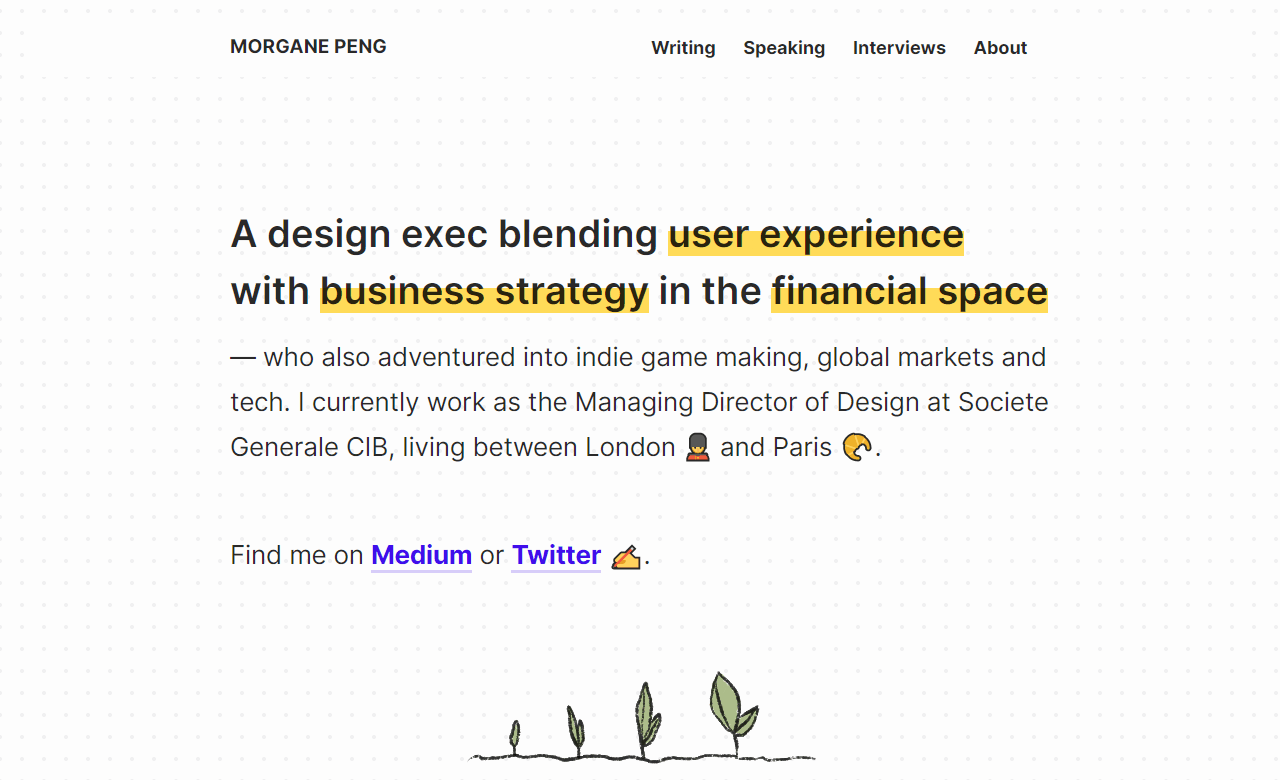 MORGANE PENG
Writing Speaking Interviews About
A design exec blending user experience
with business strategy in the financial space
— who also adventured into indie game making, global markets and
tech. I currently work as the Managing Director of Design at Societe
Generale CIB, living between London 💂 and Paris 🥐.
Find me on Medium or Twitter ✍️.